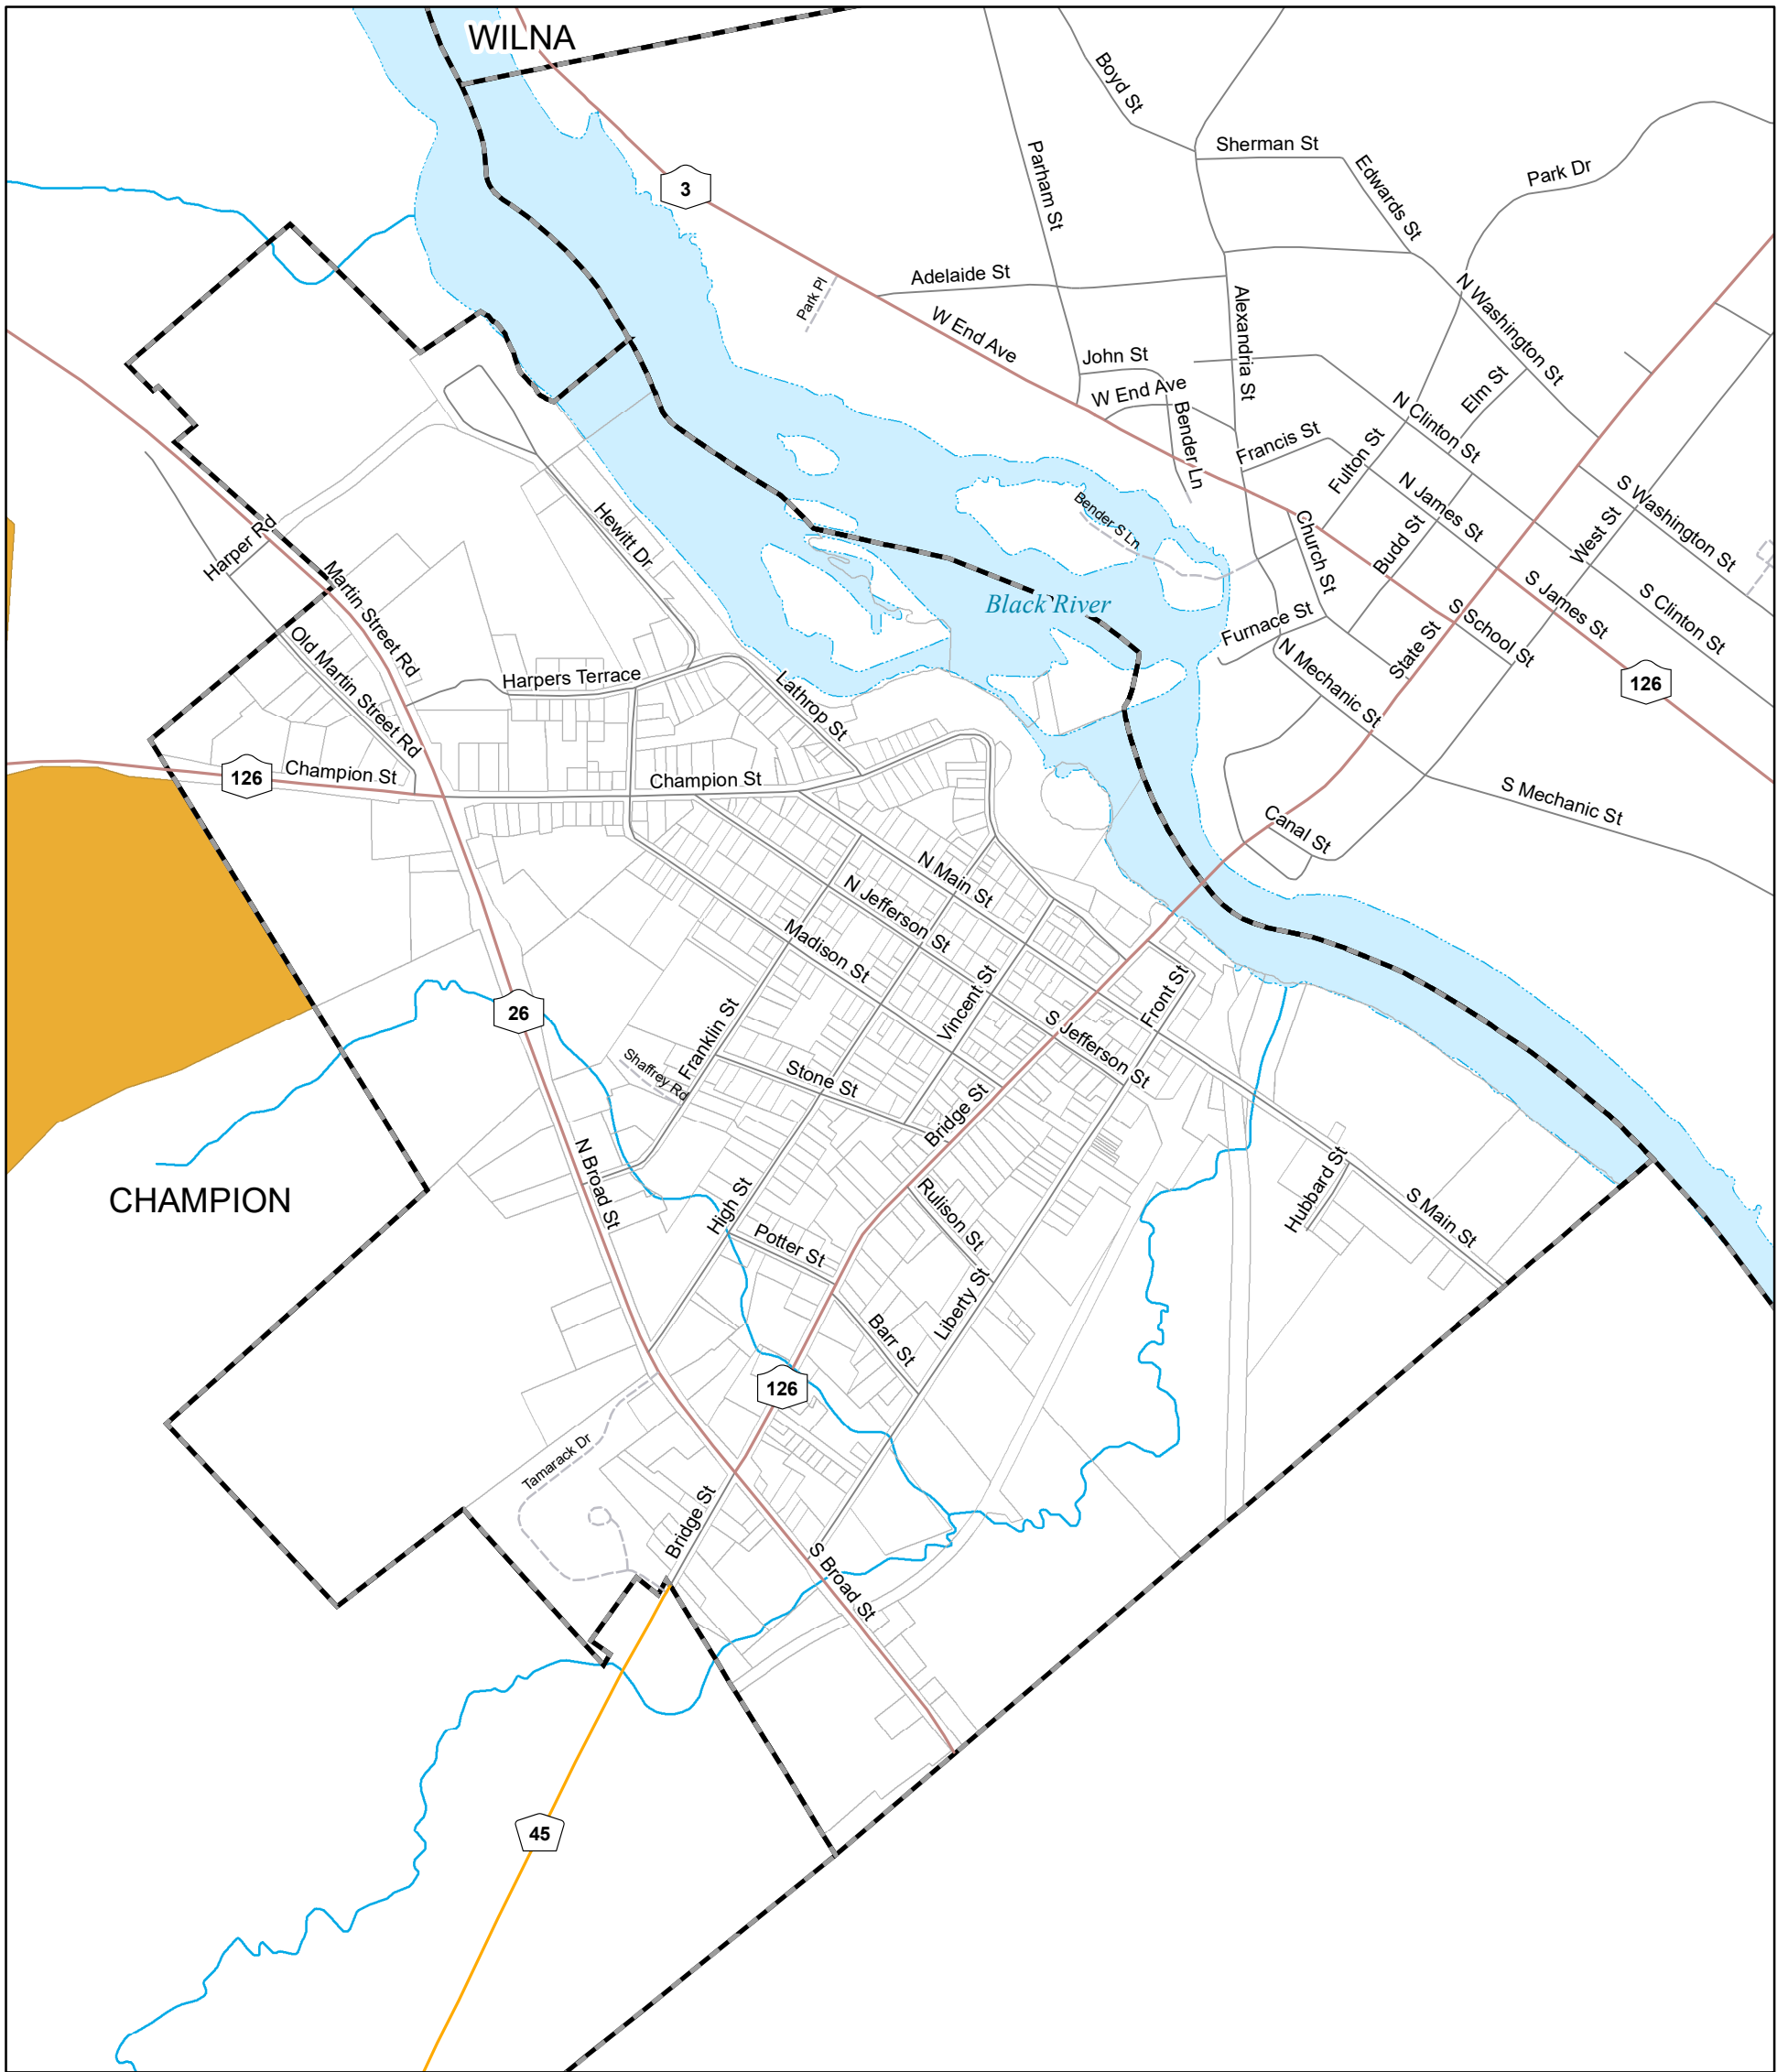 WILNA
Boyd St
Sherman St
Edwards St
Park Dr
3
Parham St
Adelaide St
Park Pl
W End Ave
Alexandria St
N Washington St
John St
W End Ave
Bender Ln
Elm St
N Clinton St
Francis St
Fulton St
N James St
S Washington St
Bender S Ln
Church St
Budd St
West St
Hewitt Dr
Harper Rd
Martin Street Rd
Black River
Furnace St
S James St
S Clinton St
S School St
State St
N Mechanic St
126
Old Martin Street Rd
Harpers Terrace
Lathrop St
126
Champion St
Champion St
S Mechanic St
Canal St
N Main St
N Jefferson St
Madison St
Vincent St
Front St
26
Franklin St
S Jefferson St
Shaffrey Rd
Stone St
Bridge St
N Broad St
CHAMPION
High St
Rulison St
Hubbard St
S Main St
Potter St
Liberty St
Barr St
126
Tamarack Dr
Bridge St
S Broad St
45